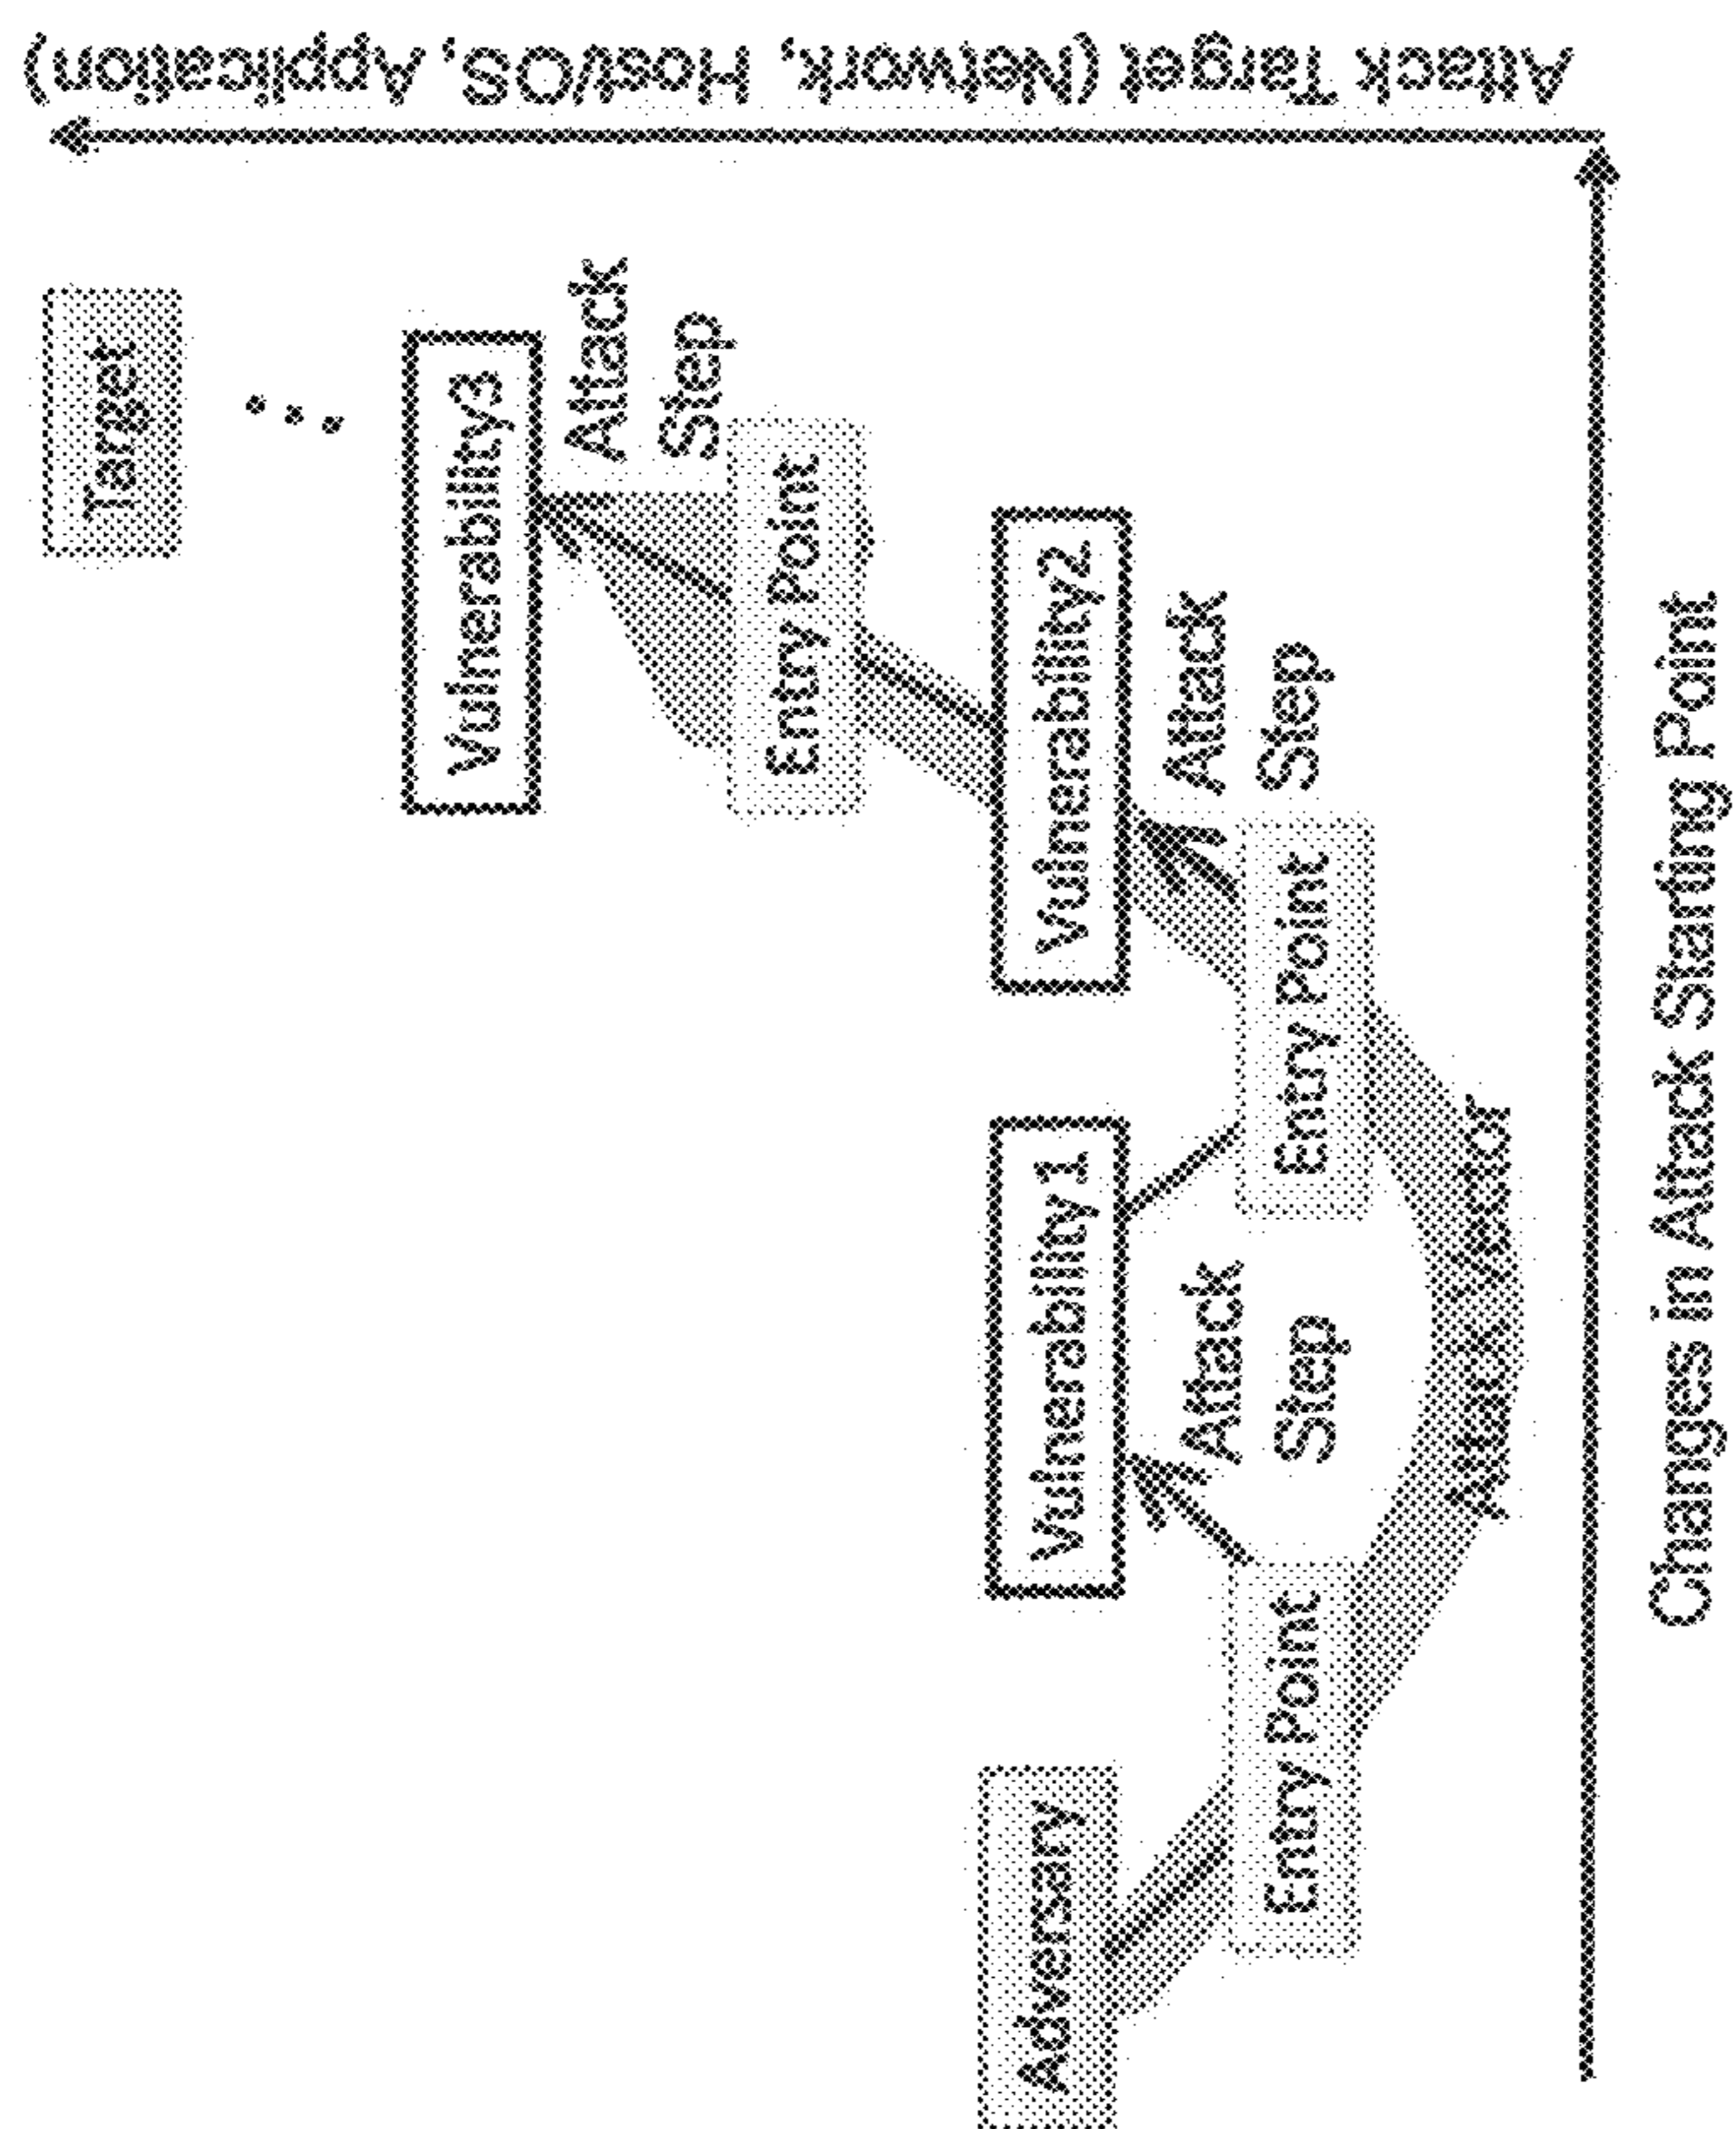 Attack Target (Network, Host/OS, Application)
Target
Vulnerability3
Attack
Step
Entry Point
Vulnerability2
Attack
Step
Entry Point
Vulnerability1
Attack
Step
Adversary
Entry Point
Attack Vector
Changes in Attack Starting Point